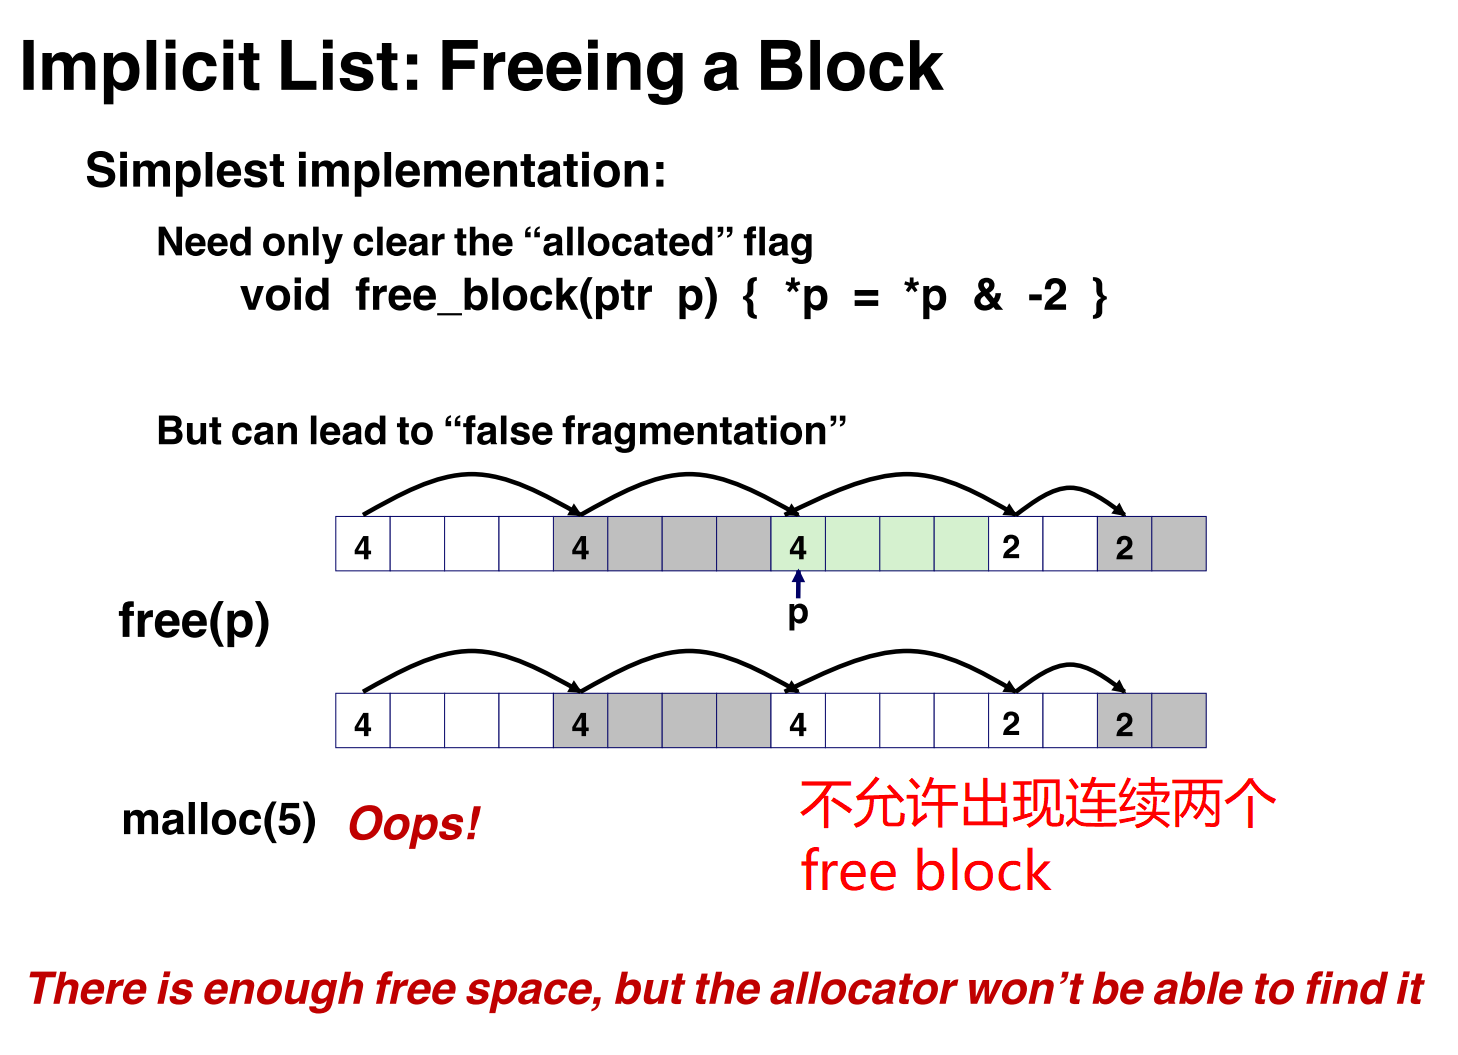 Implicit List: Freeing a Block
Simplest implementation:
Need only clear the “allocated” flag
void free_block(ptr p) { *p = *p & -2 }
But can lead to “false fragmentation”
4 4 4 2 2
p
free(p)
4 4 4 2 2
malloc(5) Oops!
不允许出现连续两个
free block
There is enough free space, but the allocator won’t be able to find it